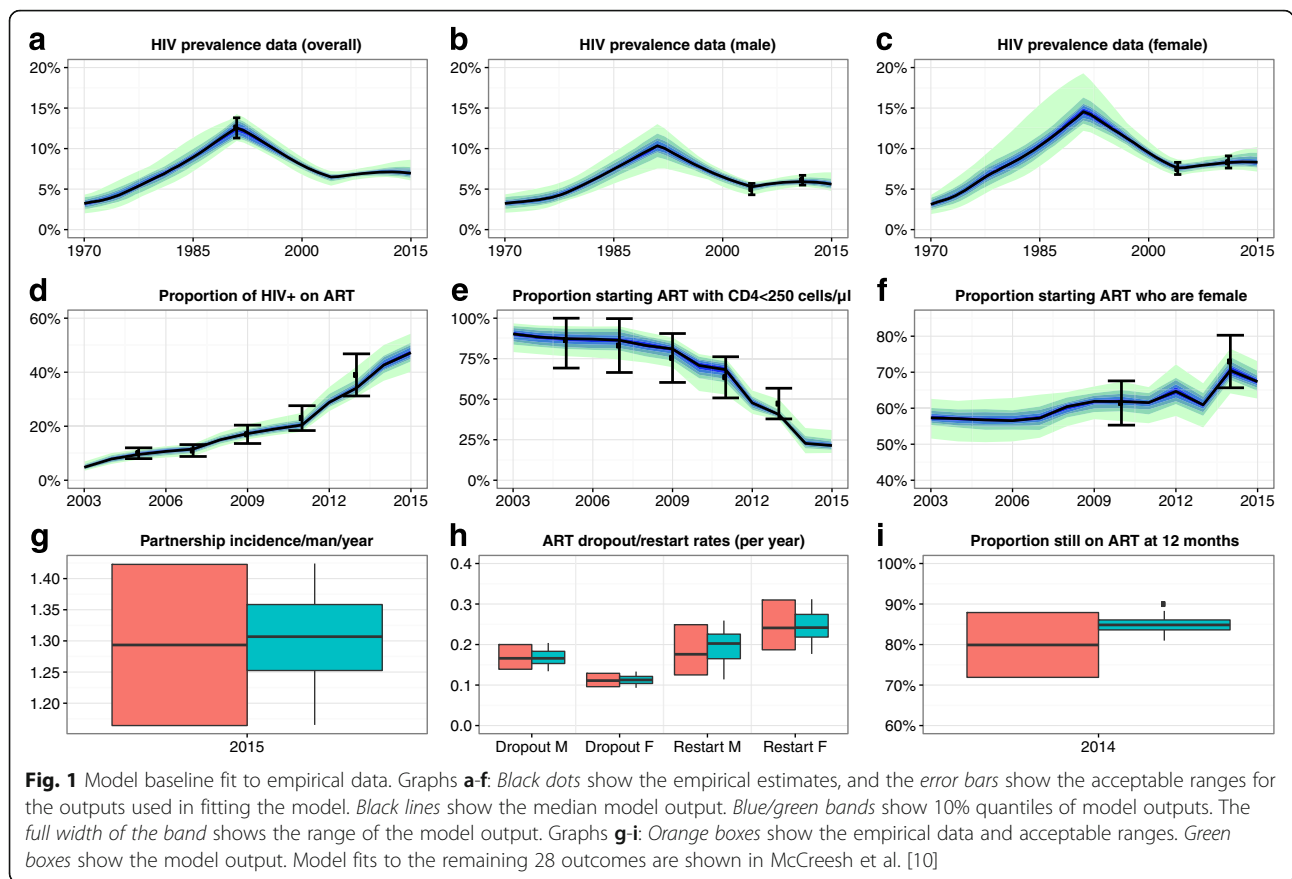 a
HIV prevalence data (overall)
20%
15%
10%
5%
0%
1970
1985
2000
2015
b
HIV prevalence data (male)
20%
15%
10%
5%
0%
1970
1985
2000
2015
c
HIV prevalence data (female)
20%
15%
10%
5%
0%
1970
1985
2000
2015
d
Proportion of HIV+ on ART
60%
40%
20%
0%
2003
2006
2009
2012
2015
e
Proportion starting ART with CD4<250 cells/µl
100%
75%
50%
25%
0%
2003
2006
2009
2012
2015
f
Proportion starting ART who are female
80%
70%
60%
50%
40%
2003
2006
2009
2012
2015
g
Partnership incidence/man/year
1.40
1.35
1.30
1.25
1.20
2015
h
ART dropout/restart rates (per year)
0.4
0.3
0.2
0.1
0.0
Dropout M
Dropout F
Restart M
Restart F
i
Proportion still on ART at 12 months
100%
90%
80%
70%
60%
2014
Fig. 1 Model baseline fit to empirical data. Graphs a-f: Black dots show the empirical estimates, and the error bars show the acceptable ranges for
the outputs used in fitting the model. Black lines show the median model output. Blue/green bands show 10% quantiles of model outputs. The
full width of the band shows the range of the model output. Graphs g-i: Orange boxes show the empirical data and acceptable ranges. Green
boxes show the model output. Model fits to the remaining 28 outcomes are shown in McCreesh et al. [10]